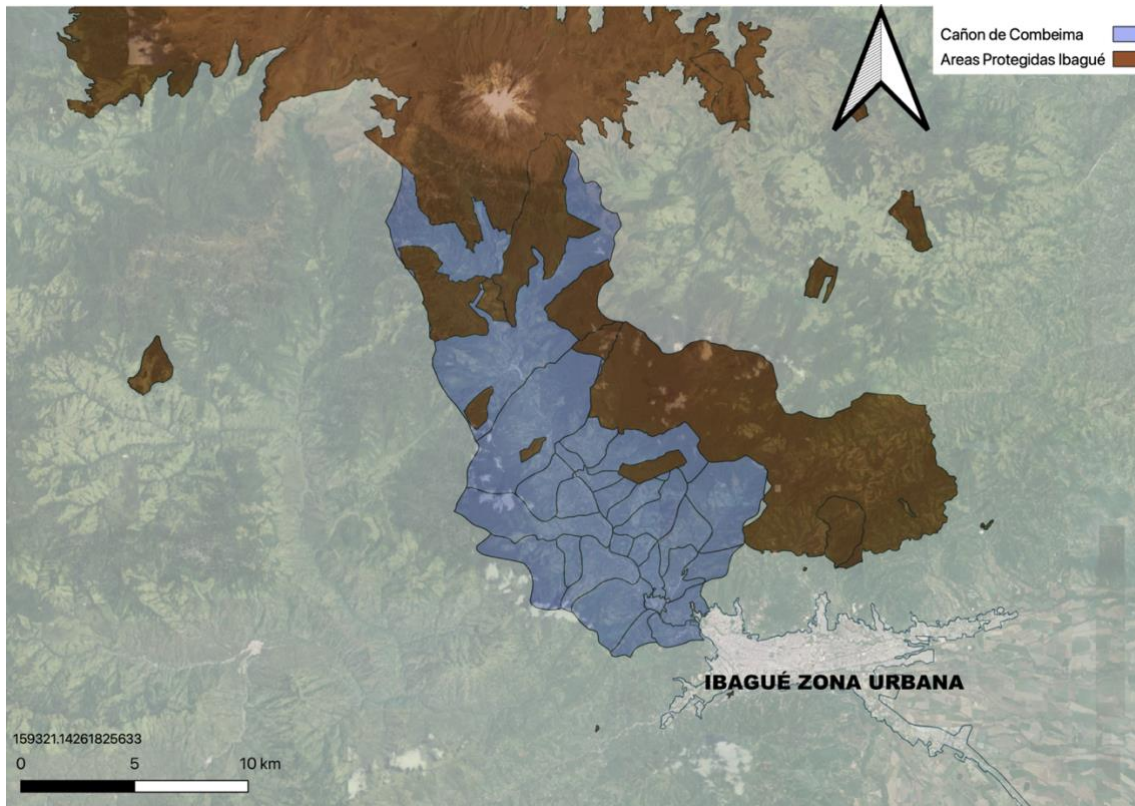 Cañon de Combeima
Areas Protegidas Ibagué
IBAGUÉ ZONA URBANA
159321.14261825633
0 5 10 km